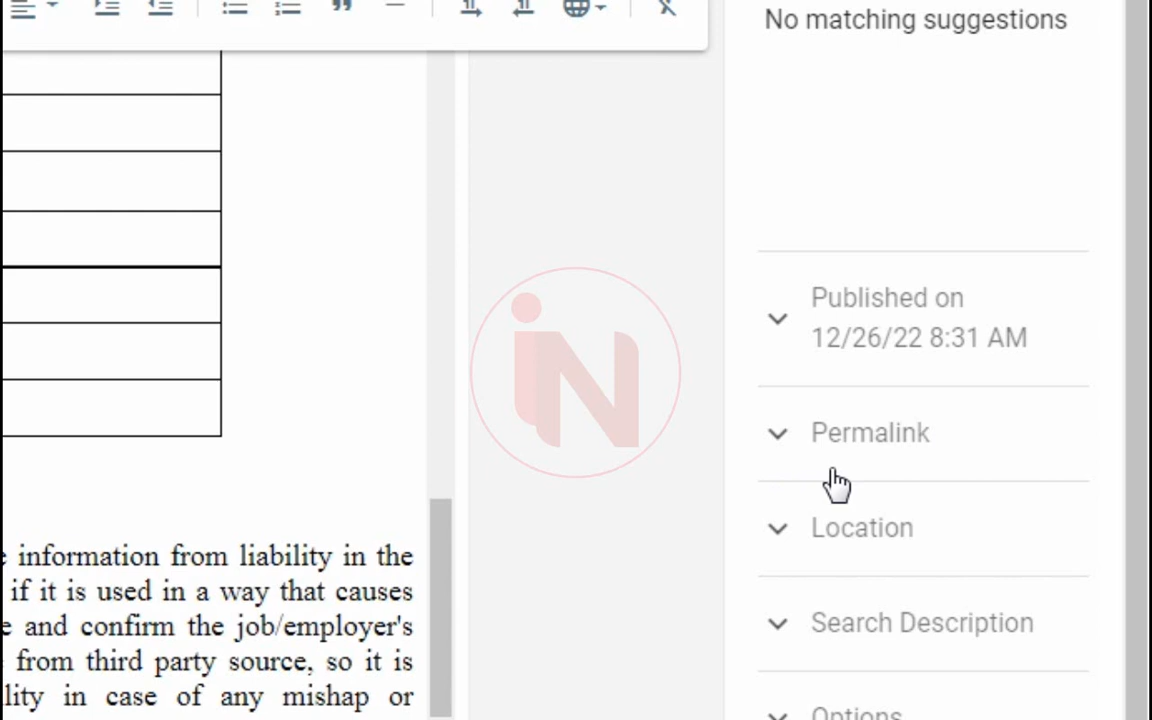 No matching suggestions
Published on
12/26/22 8:31 AM
Permalink
Location
Search Description
Options
information from liability in the
if it is used in a way that causes
and confirm the job/employer's
from third party source, so it is
in case of any mishap or
iN